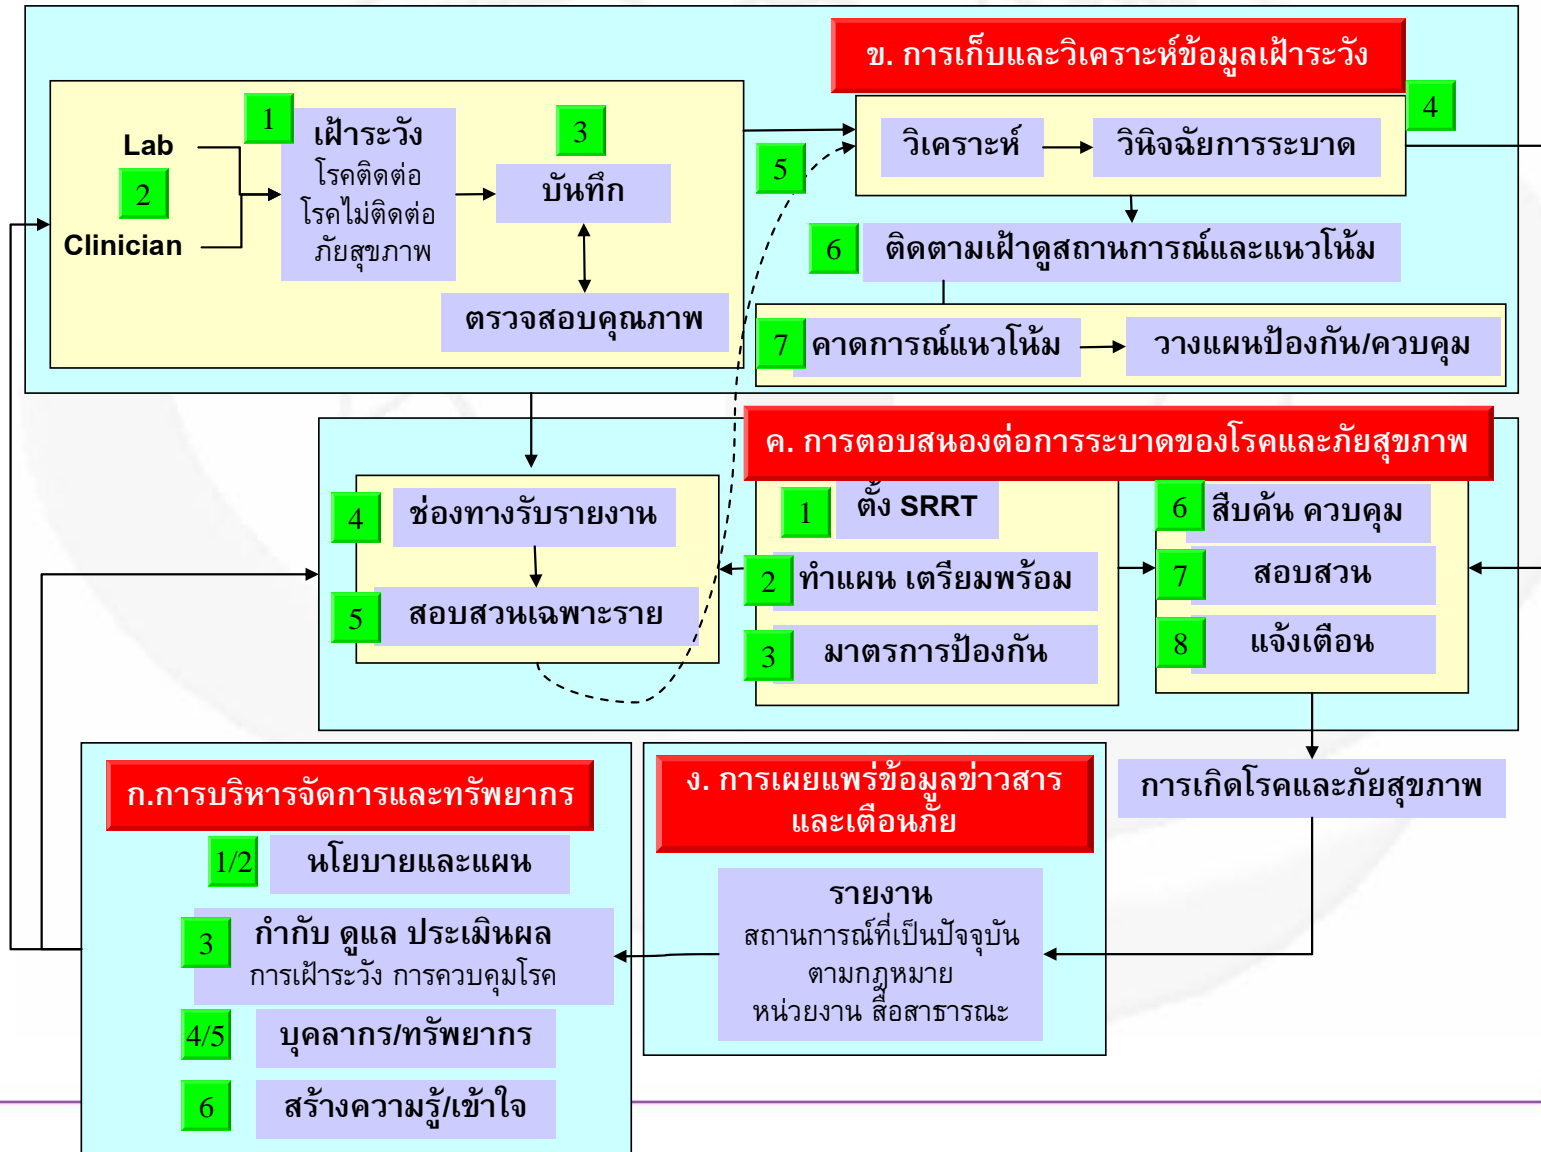 ข. การเก็บและวิเคราะห์ข้อมูลเฝ้าระวัง
1
เฝ้าระวัง
โรคติดต่อ
โรคไม่ติดต่อ
ภัยสุขภาพ
Lab
2
Clinician
3
บันทึก
ตรวจสอบคุณภาพ
4
วิเคราะห์
วินิจฉัยการระบาด
5
6
ติดตามเฝ้าดูสถานการณ์และแนวโน้ม
7
คาดการณ์แนวโน้ม
วางแผนป้องกัน/ควบคุม
ค. การตอบสนองต่อการระบาดของโรคและภัยสุขภาพ
4
ช่องทางรับรายงาน
5
สอบสวนเฉพาะราย
1
ตั้ง SRRT
2
ทำแผน เตรียมพร้อม
3
มาตรการป้องกัน
6
สืบค้น ควบคุม
7
สอบสวน
8
แจ้งเตือน
การเกิดโรคและภัยสุขภาพ
ก.การบริหารจัดการและทรัพยากร
1/2
นโยบายและแผน
3
กำกับ ดูแล ประเมินผล
การเฝ้าระวัง การควบคุมโรค
4/5
บุคลากร/ทรัพยากร
6
สร้างความรู้/เข้าใจ
ง. การเผยแพร่ข้อมูลข่าวสาร
และเตือนภัย
รายงาน
สถานการณ์ที่เป็นปัจจุบัน
ตามกฎหมาย
หน่วยงาน สื่อสาธารณะ